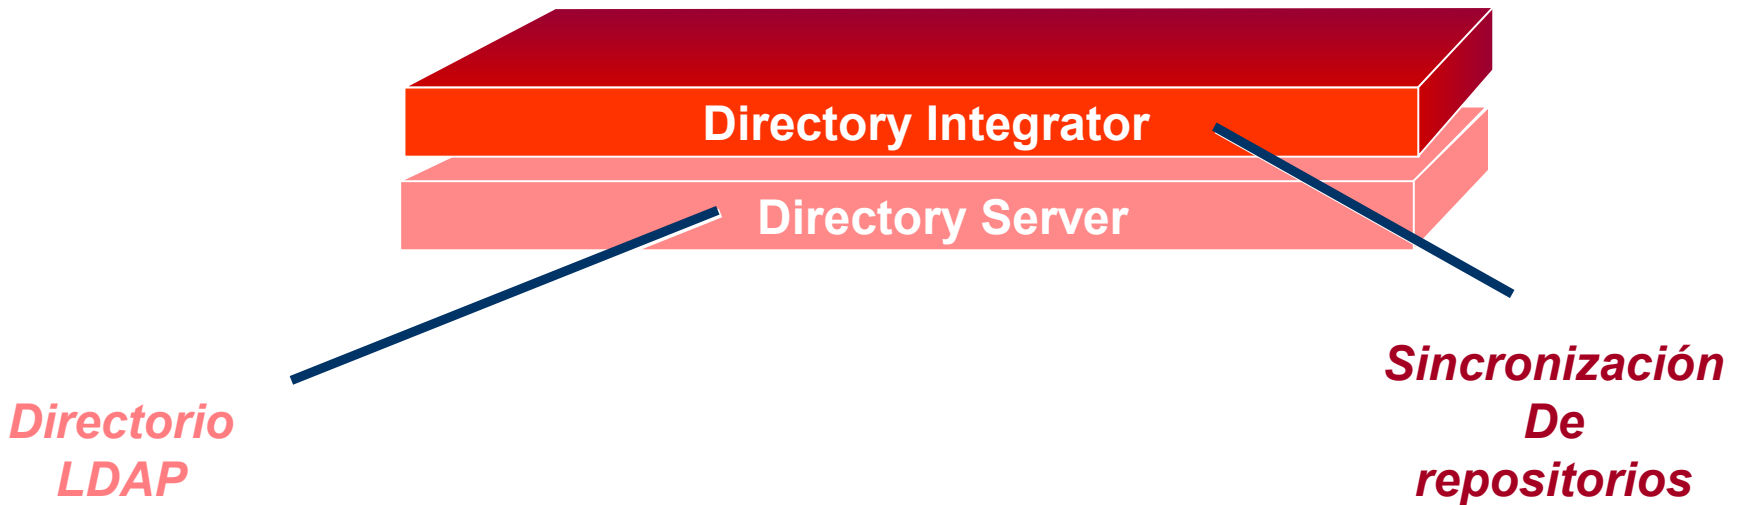 Directory Integrator
Directory Server
Directorio
LDAP
Sincronización
De
repositorios